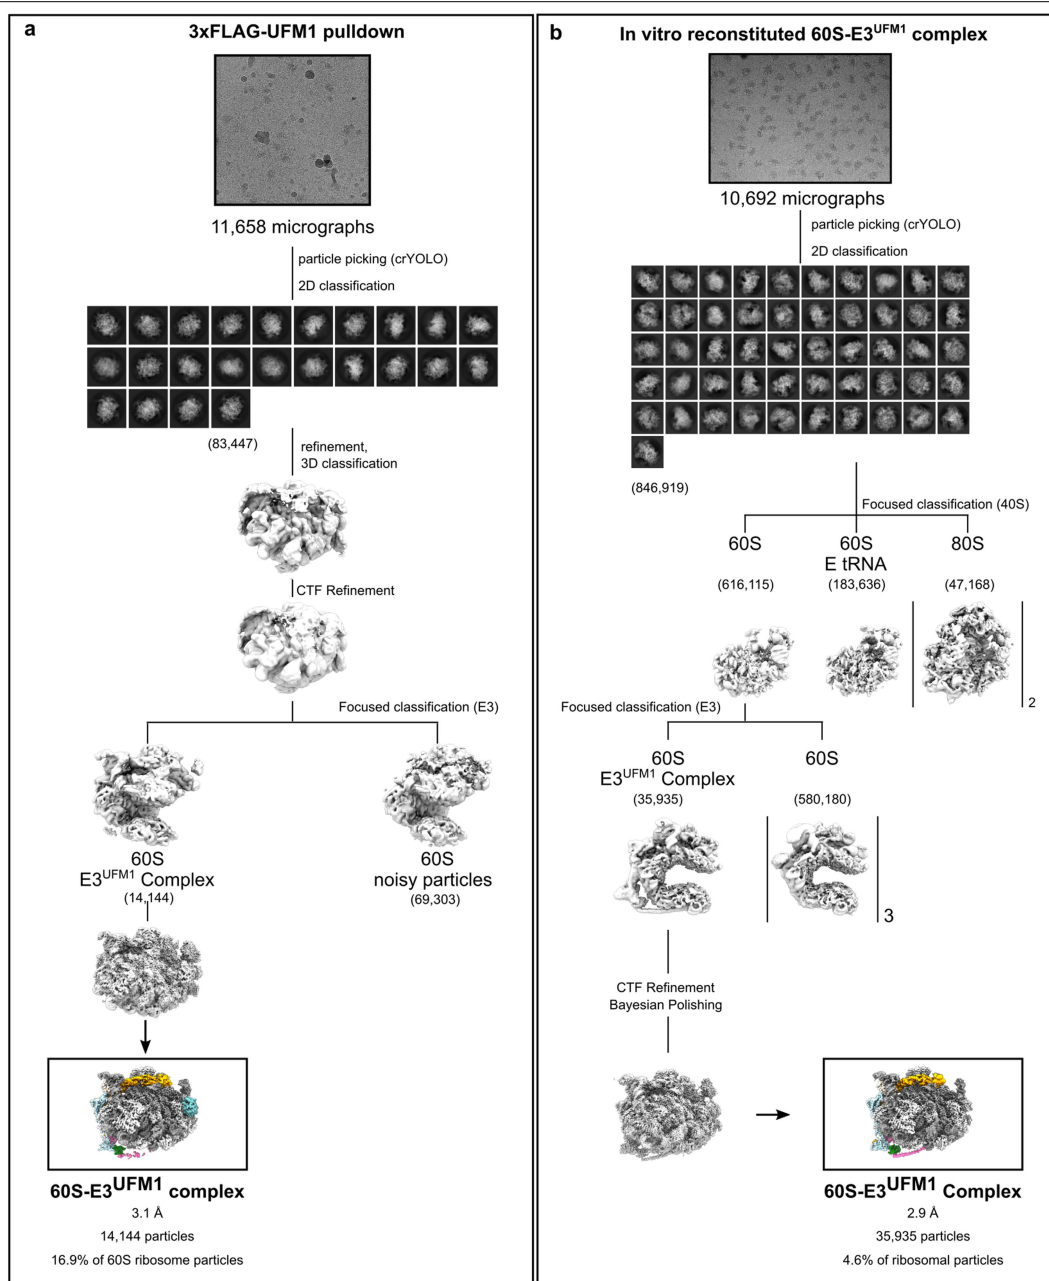 a
3xFLAG-UFM1 pulldown
11,658 micrographs
particle picking (crYOLO)
2D classification
(83,447)
refinement,
3D classification
CTF Refinement
Focused classification (E3)
60S
E3UFM1 Complex
(14,144)
60S
noisy particles
(69,303)
60S-E3UFM1 complex
3.1 Å
14,144 particles
16.9% of 60S ribosome particles
b
In vitro reconstituted 60S-E3UFM1 complex
10,692 micrographs
particle picking (crYOLO)
2D classification
(846,919)
Focused classification (40S)
60S
(616,115)
60S
E tRNA
(183,636)
80S
(47,168)
2
Focused classification (E3)
60S
E3UFM1 Complex
(35,935)
60S
(580,180)
3
CTF Refinement
Bayesian Polishing
60S-E3UFM1 Complex
2.9 Å
35,935 particles
4.6% of ribosomal particles